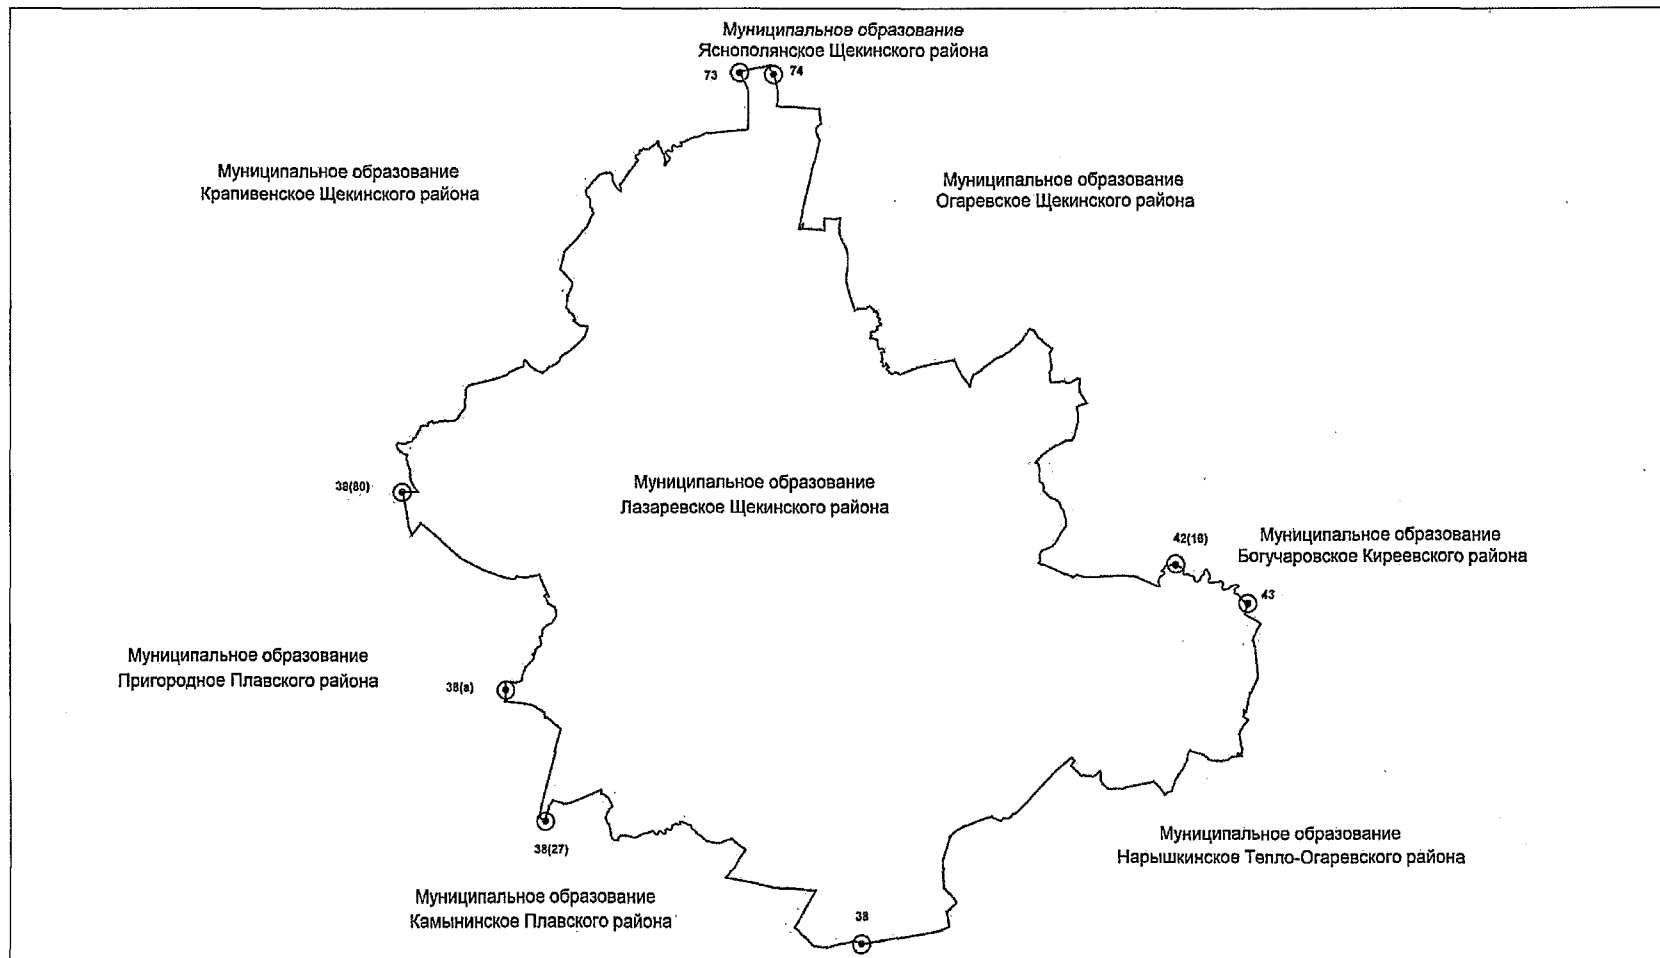 Муниципальное образование
Яснополянское Щекинского района
73
74
Муниципальное образование
Крапивенское Щекинского района
Муниципальное образование
Огаревское Щекинского района
38(80)
Муниципальное образование
Лазаревское Щекинского района
42(16)
Муниципальное образование
Богучаровское Киреевского района
43
Муниципальное образование
Пригородное Плавского района
38(а)
38(27)
Муниципальное образование
Нарышкинское Тепло-Огаревского района
Муниципальное образование
Камынинское Плавского района
38